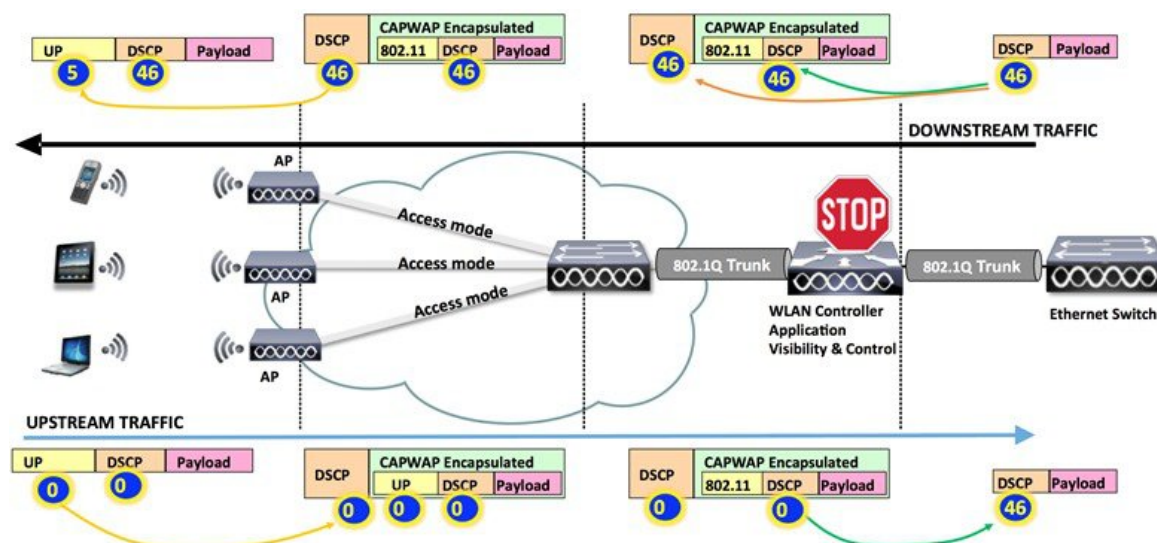 DSCP CAPWAP Encapsulated DSCP CAPWAP Encapsulated
UP DSCP Payload 802.11 DSCP Payload 802.11 DSCP Payload DSCP Payload
5 46 46 46 46 46 46
DOWNSTREAM TRAFFIC
AP
Access mode
STOP
Access mode
802.1Q Trunk
802.1Q Trunk
AP
Access mode
WLAN Controller
Application
Visibility & Control
Ethernet Switch
AP
UPSTREAM TRAFFIC
UP DSCP Payload DSCP CAPWAP Encapsulated DSCP CAPWAP Encapsulated
UP DSCP Payload 802.11 DSCP Payload DSCP Payload
0 0 0 0 0 0 0 46